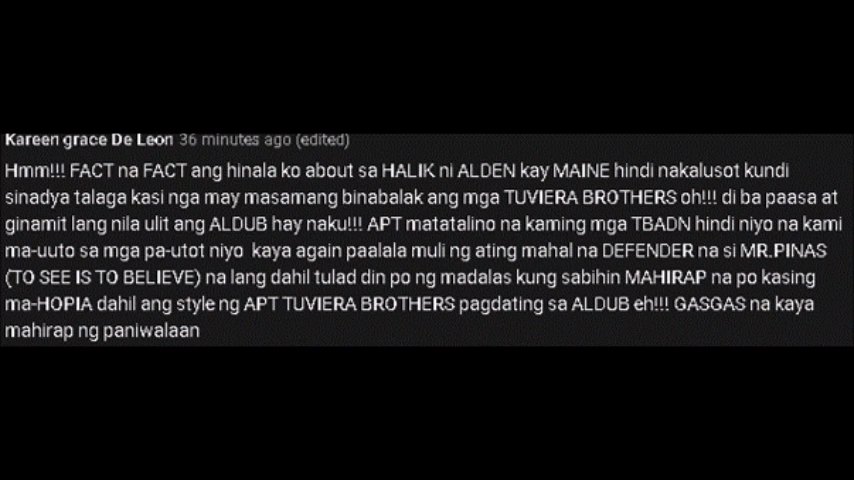 Kareen grace De Leon 36 minutes ago (edited)
Hmm!!! FACT na FACT ang hinala ko about sa HALIK ni ALDEN kay MAINE hindi nakalusot kundi
sinadya talaga kasi nga may masamang binabalak ang mga TUVIERA BROTHERS oh!!! di ba paasa at
ginamit lang nila ulit ang ALDUB hay naku!!! APT matatalino na kaming mga TBADN hindi niyo na kami
ma-uuto sa mga pa-utot niyo kaya again paalala muli ng ating mahal na DEFENDER na si MR.PINAS
(TO SEE IS TO BELIEVE) na lang dahil tulad din po ng madalas kung sabihin MAHIRAP na po kasing
ma-HOPIA dahil ang style ng APT TUVIERA BROTHERS pagdating sa ALDUB eh!!! GASGAS na kaya
mahirap ng paniwalaan